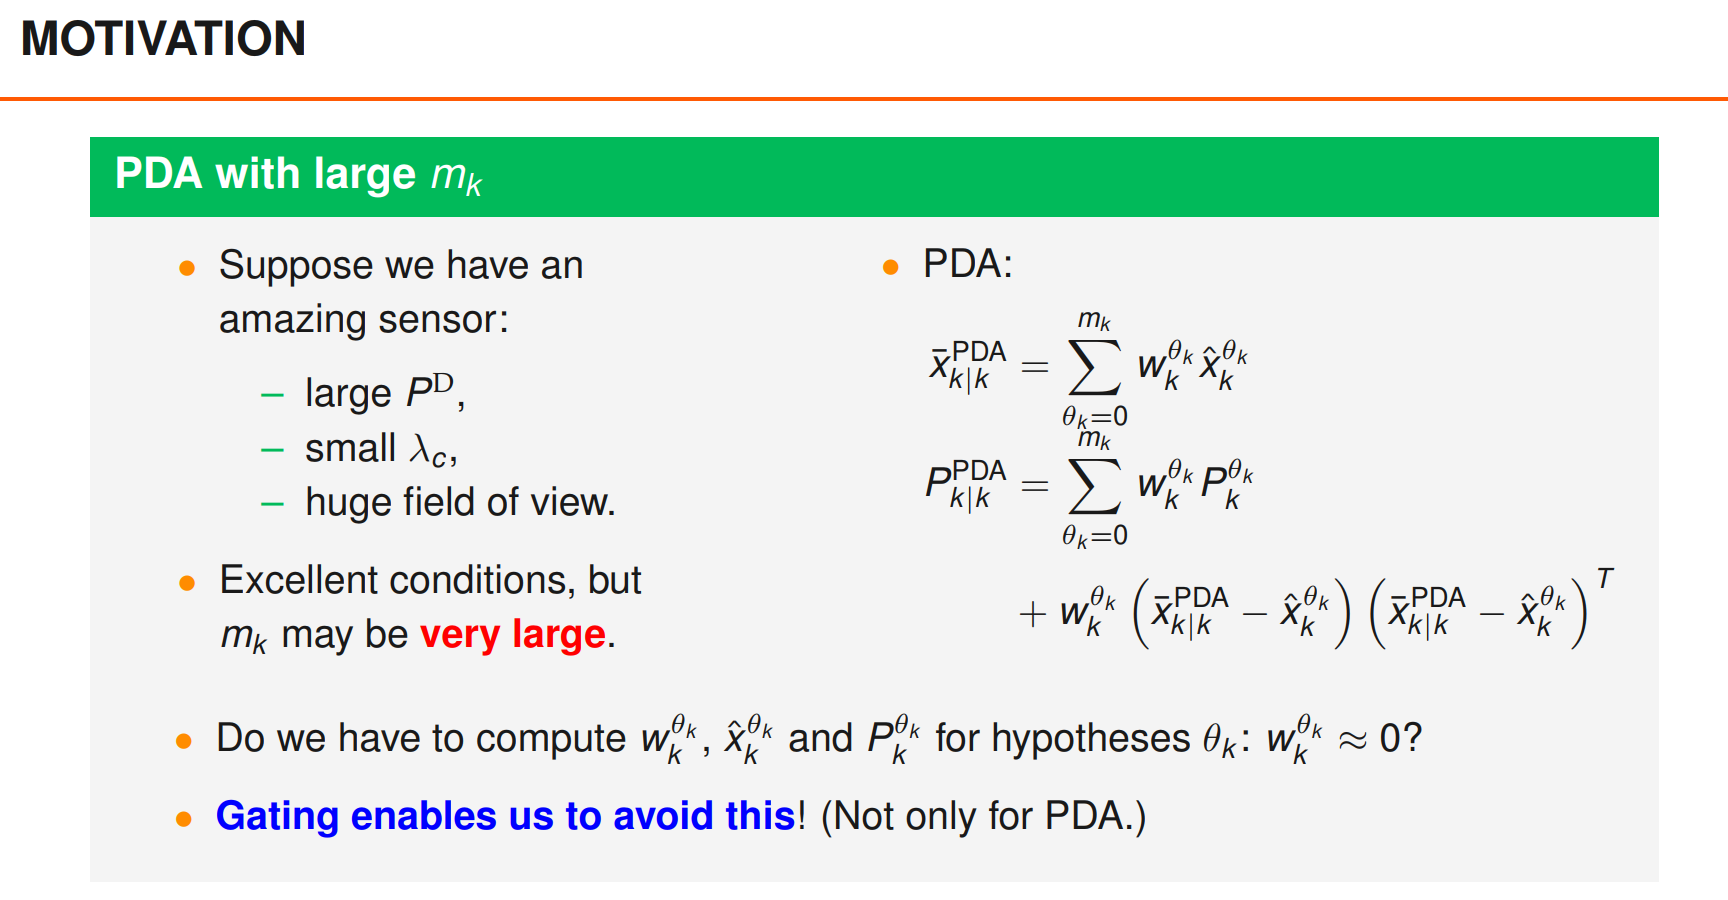 MOTIVATION
PDA with large $m_k$
• Suppose we have an
amazing sensor:
– large $P^{\mathrm{D}}$,
– small $\lambda_c$,
– huge field of view.
• Excellent conditions, but
$m_k$ may be very large.
• PDA:
$\bar{x}_{k|k}^{\text{PDA}} = \sum_{\theta_k=0}^{m_k} w_k^{\theta_k} \hat{x}_k^{\theta_k}$
$P_{k|k}^{\text{PDA}} = \sum_{\theta_k=0}^{m_k} w_k^{\theta_k} P_k^{\theta_k}$
$+ w_k^{\theta_k} \left( \bar{x}_{k|k}^{\text{PDA}} - \hat{x}_k^{\theta_k} \right) \left( \bar{x}_{k|k}^{\text{PDA}} - \hat{x}_k^{\theta_k} \right)^T$
• Do we have to compute $w_k^{\theta_k}$, $\hat{x}_k^{\theta_k}$ and $P_k^{\theta_k}$ for hypotheses $\theta_k$: $w_k^{\theta_k} \approx 0$?
• Gating enables us to avoid this! (Not only for PDA.)